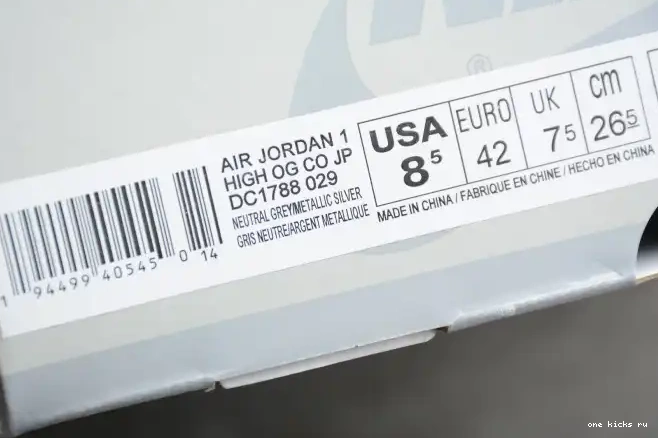 AIR JORDAN 1
HIGH OG CO JP
DC1788 029
NEUTRAL GREY/METALLIC SILVER
GRIS NEUTRE/ARGENT METALLIQUE
1 94499 40545 0 14
USA
8⁵
EURO
42
UK
7⁵
cm
26⁵
MADE IN CHINA / FABRIQUE EN CHINE / HECHO EN CHINA
®
one kicks ru